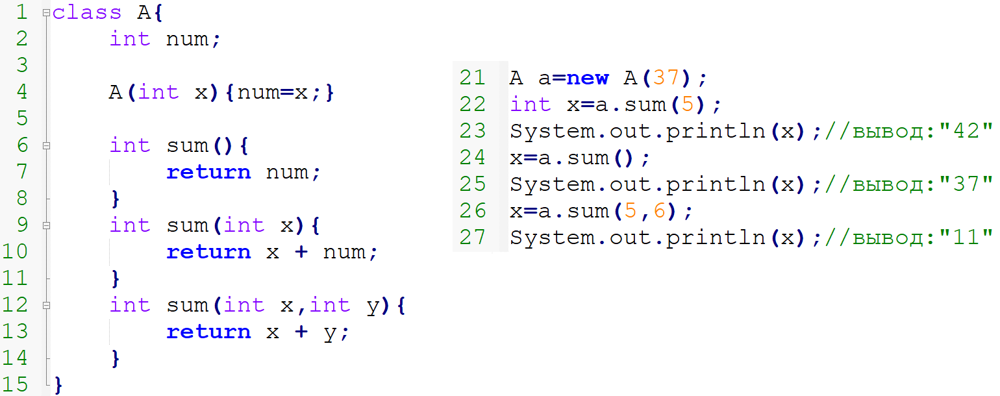 1 class A{
2 int num;
3
4 A(int x){num=x;}
5
6 int sum(){
7 return num;
8 }
9 int sum(int x){
10 return x + num;
11 }
12 int sum(int x,int y){
13 return x + y;
14 }
15 }
21 A a=new A(37);
22 int x=a.sum(5);
23 System.out.println(x);//вывод:"42"
24 x=a.sum();
25 System.out.println(x);//вывод:"37"
26 x=a.sum(5,6);
27 System.out.println(x);//вывод:"11"